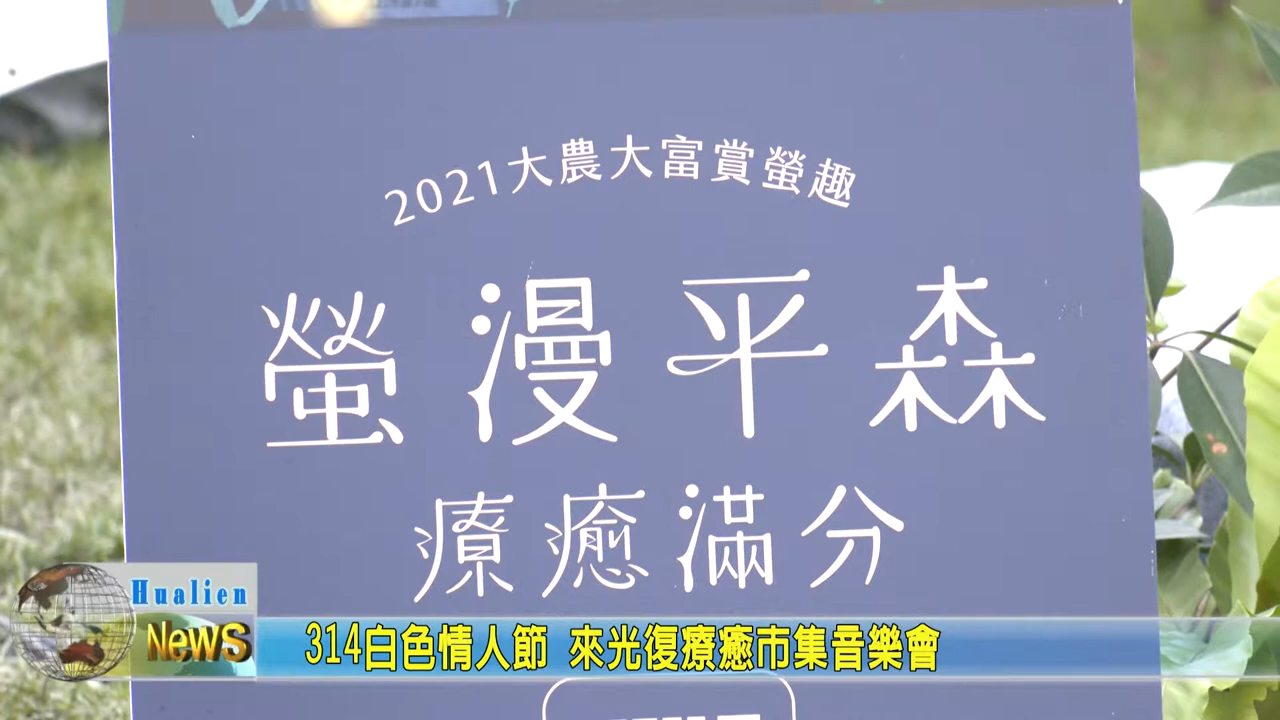 2021大農大富賞螢趣
螢漫平森
療癒滿分
Hualien
NewS
314白色情人節 來光復療癒市集音樂會